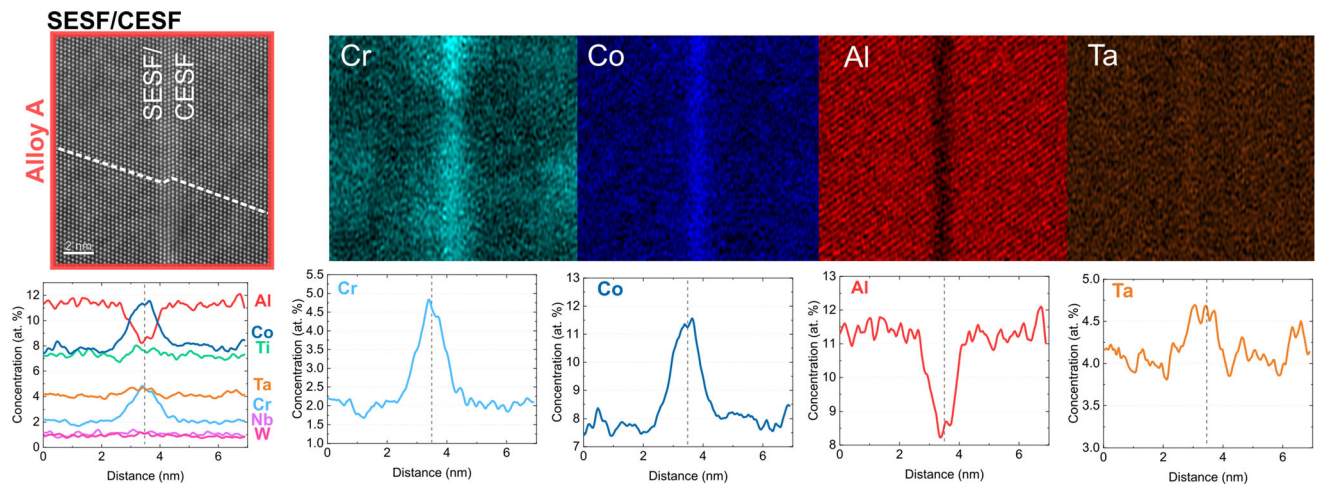 SESF/CESF
Alloy A
SESF/
CESF
2 nm
Cr
Co
Al
Ta
Concentration (at. %)
12
10
8
6
4
2
0
0 2 4 6
Distance (nm)
Al
Co
Ti
Ta
Cr
Nb
W
Concentration (at. %)
5.5
5.0
4.5
4.0
3.5
3.0
2.5
2.0
1.5
1.0
0 2 4 6
Distance (nm)
Cr
Concentration (at. %)
12
11
10
9
8
7
0 2 4 6
Distance (nm)
Co
Concentration (at. %)
13
12
11
10
9
8
0 2 4 6
Distance (nm)
Al
Concentration (at. %)
5.0
4.5
4.0
3.5
3.0
0 2 4 6
Distance (nm)
Ta